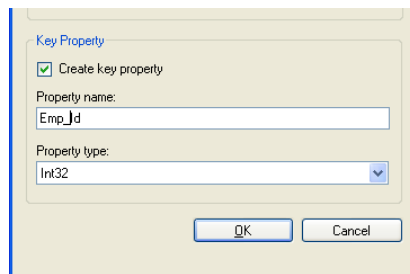 Key Property
Create key property
Property name:
Emp_Id
Property type:
Int32
OK
Cancel